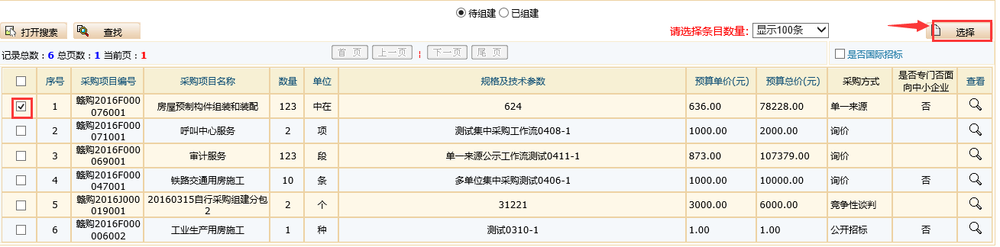 待组建 已组建
打开搜索 查找 请选择条目数量: 显示100条 选择
记录总数：6 总页数：1 当前页：1 首 页 上一页 ¦ 下一页 尾 页 是否国际招标
序号 采购项目编号 采购项目名称 数量 单位 规格及技术参数 预算单价(元) 预算总价(元) 采购方式 是否专门否面向中小企业 查看
1 赣购2016F000076001 房屋预制构件组装和装配 123 中在 624 636.00 78228.00 单一来源 否
2 赣购2016F000071001 呼叫中心服务 2 项 测试集中采购工作流0408-1 1000.00 2000.00 询价
3 赣购2016F000069001 审计服务 123 段 单一来源公示工作流测试0411-1 873.00 107379.00 询价
4 赣购2016F000047001 铁路交通用房施工 10 条 多单位集中采购测试0406-1 1000.00 10000.00 询价 否
5 赣购2016J000019001 20160315自行采购组建分包2 2 个 31221 3000.00 6000.00 竞争性谈判
6 赣购2016F000006002 工业生产用房施工 1 种 测试0310-1 1.00 1.00 公开招标 否